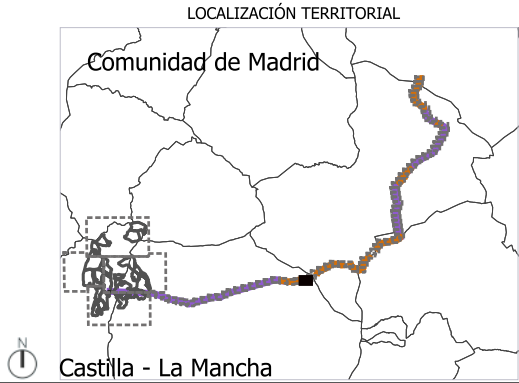 LOCALIZACIÓN TERRITORIAL
Comunidad de Madrid
N
Castilla - La Mancha